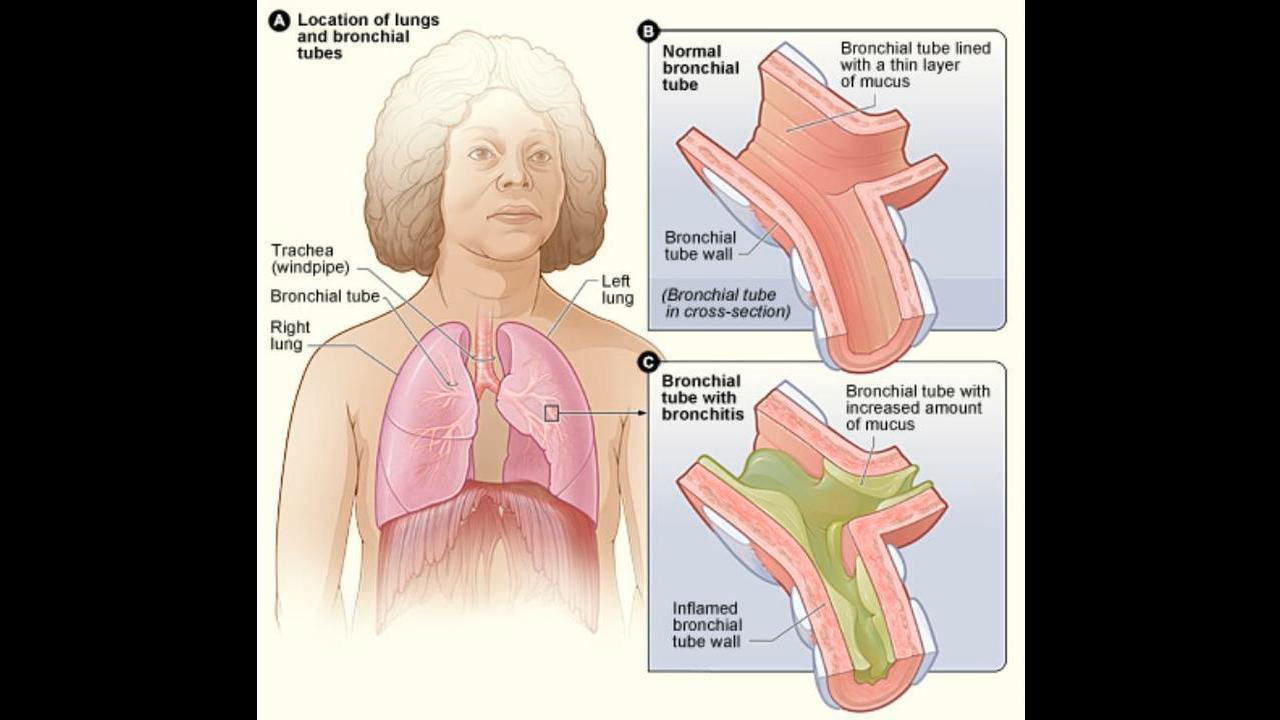 A
Location of lungs
and bronchial
tubes
Trachea
(windpipe)
Bronchial tube
Right
lung
Left
lung
B
Normal
bronchial
tube
Bronchial tube lined
with a thin layer
of mucus
Bronchial
tube wall
(Bronchial tube
in cross-section)
C
Bronchial
tube with
bronchitis
Bronchial tube with
increased amount
of mucus
Inflamed
bronchial
tube wall